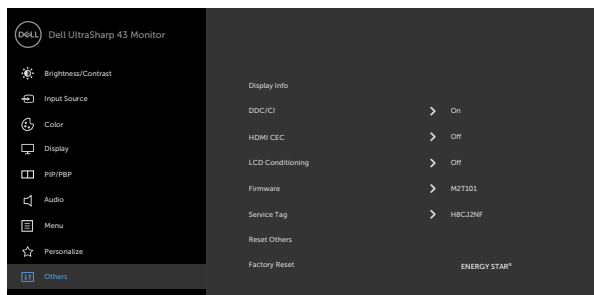 DELL Dell UltraSharp 43 Monitor
Brightness/Contrast
Input Source
Color
Display
PIP/PBP
Audio
Menu
Personalize
Others
Display Info
DDC/CI On
HDMI CEC Off
LCD Conditioning Off
Firmware M2T101
Service Tag H8CJ2NF
Reset Others
Factory Reset ENERGY STAR®